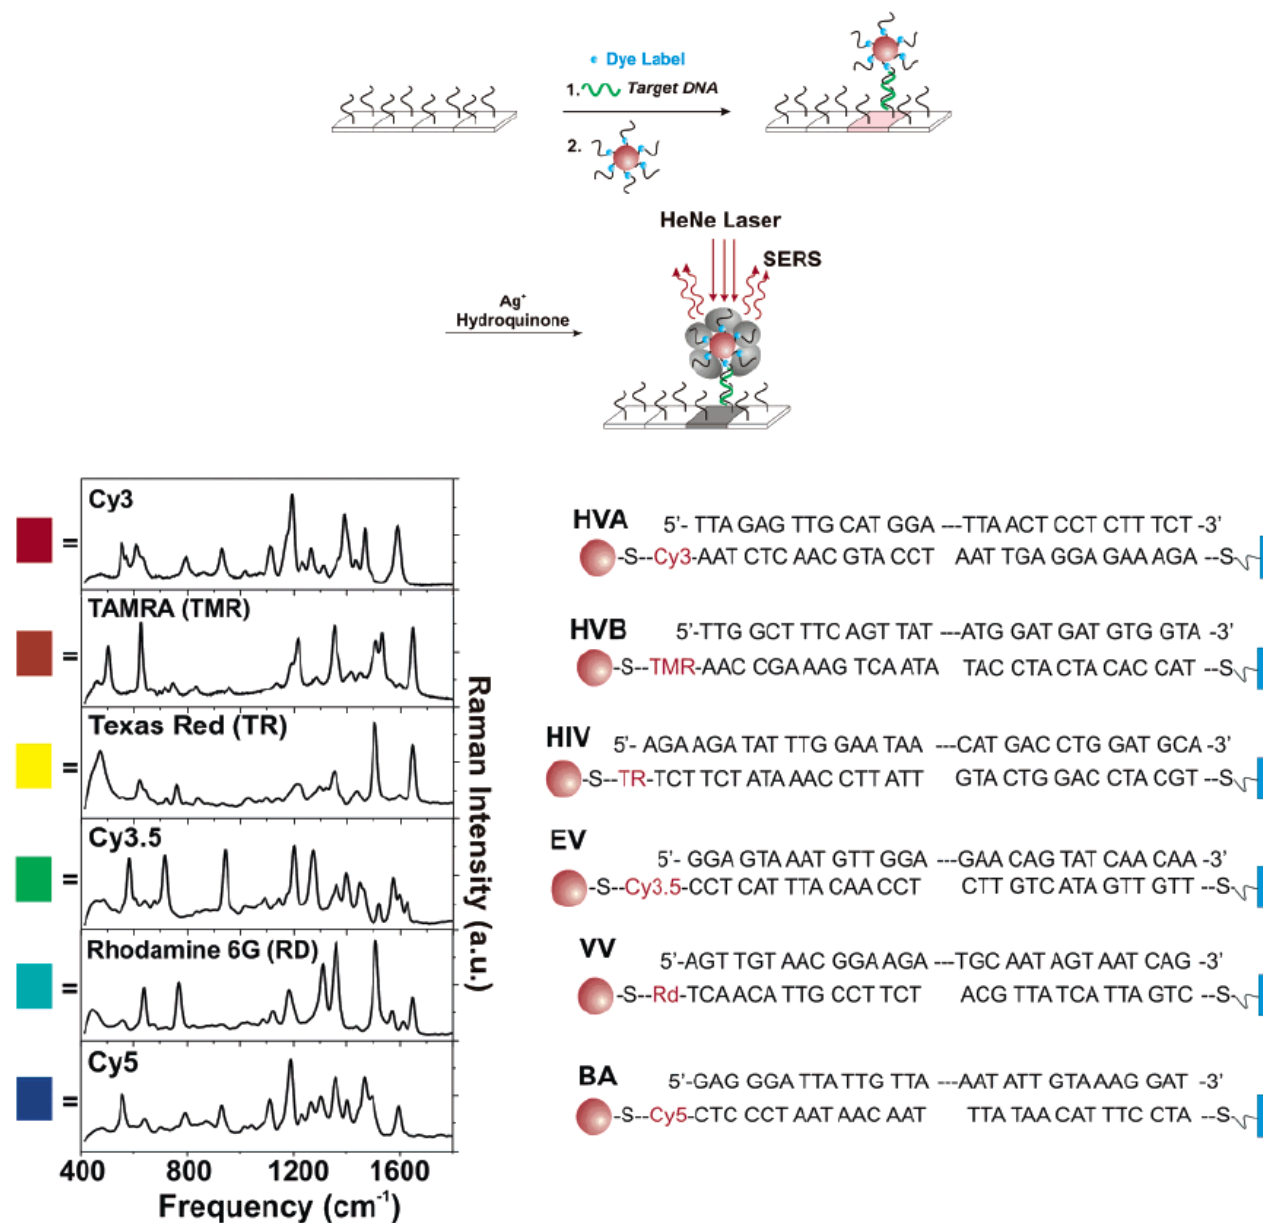 Dye Label
1. Target DNA
2.
HeNe Laser
SERS
Ag+
Hydroquinone
Cy3
=
TAMRA (TMR)
=
Texas Red (TR)
=
Cy3.5
=
Rhodamine 6G (RD)
=
Cy5
=
400 800 1200 1600
Frequency (cm-1)
Raman Intensity (a.u.)
HVA
5'- TTA GAG TTG CAT GGA ---TTA ACT CCT CTT TCT -3'
-S--Cy3-AAT CTC AAC GTA CCT AAT TGA GGA GAA AGA --S
HVB
5'-TTG GCT TTC AGT TAT ---ATG GAT GAT GTG GTA -3'
-S--TMR-AAC CGA AAG TCA ATA TAC CTA CTA CAC CAT --S
HIV
5'- AGA AGA TAT TTG GAA TAA ---CAT GAC CTG GAT GCA -3'
-S--TR-TCT TCT ATA AAC CTT ATT GTA CTG GAC CTA CGT --S
EV
5'- GGA GTA AAT GTT GGA ---GAA CAG TAT CAA CAA -3'
-S--Cy3.5-CCT CAT TTA CAA CCT CTT GTC ATA GTT GTT --S
VV
5'-AGT TGT AAC GGA AGA ---TGC AAT AGT AAT CAG -3'
-S--Rd-TCA ACA TTG CCT TCT ACG TTA TCA TTA GTC --S
BA
5'-GAG GGA TTA TTG TTA ---AAT ATT GTA AAG GAT -3'
-S--Cy5-CTC CCT AAT AAC AAT TTA TAA CAT TTC CTA --S